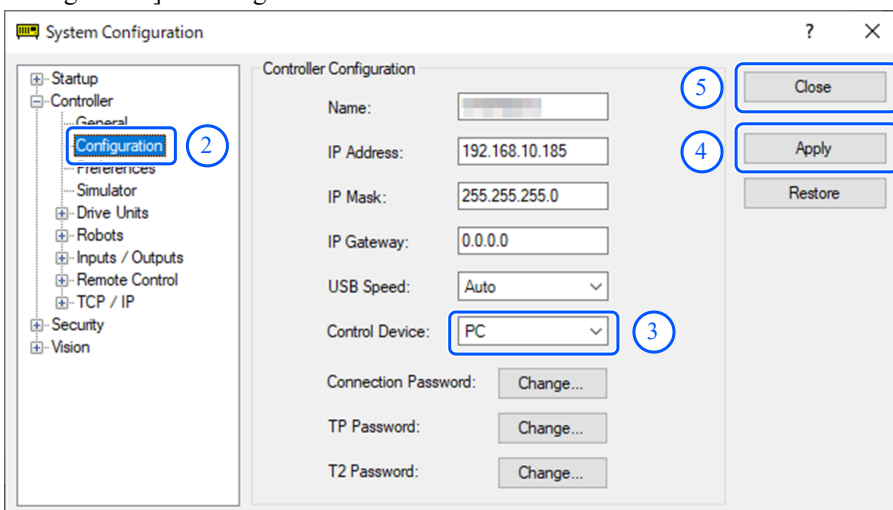 System Configuration
?
Startup
Controller
General
Configuration
2
Preferences
Simulator
Drive Units
Robots
Inputs / Outputs
Remote Control
TCP / IP
Security
Vision
Controller Configuration
Name:
IP Address: 192.168.10.185
IP Mask: 255.255.255.0
IP Gateway: 0.0.0.0
USB Speed: Auto
Control Device: PC 3
Connection Password: Change...
TP Password: Change...
T2 Password: Change...
5 Close
4 Apply
Restore